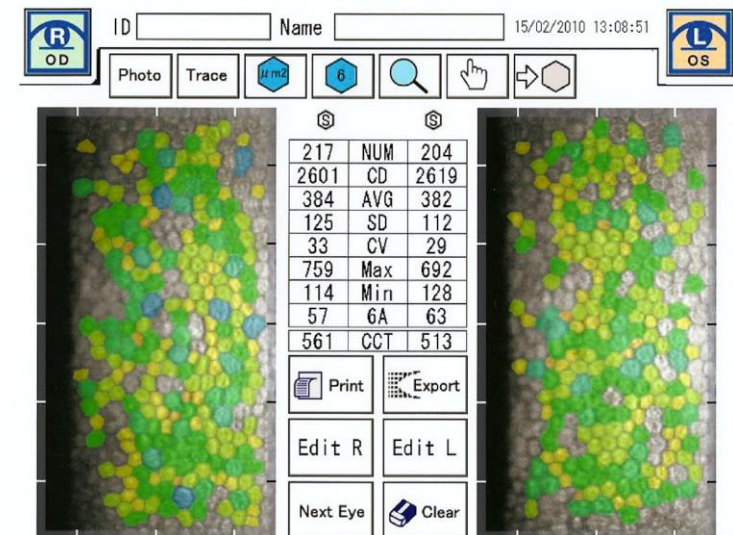 R OD ID Name 15/02/2010 13:08:51 L OS
Photo Trace μm2 6
S S
217 NUM 204
2601 CD 2619
384 AVG 382
125 SD 112
33 CV 29
759 Max 692
114 Min 128
57 6A 63
561 CCT 513
Print Export
Edit R Edit L
Next Eye Clear